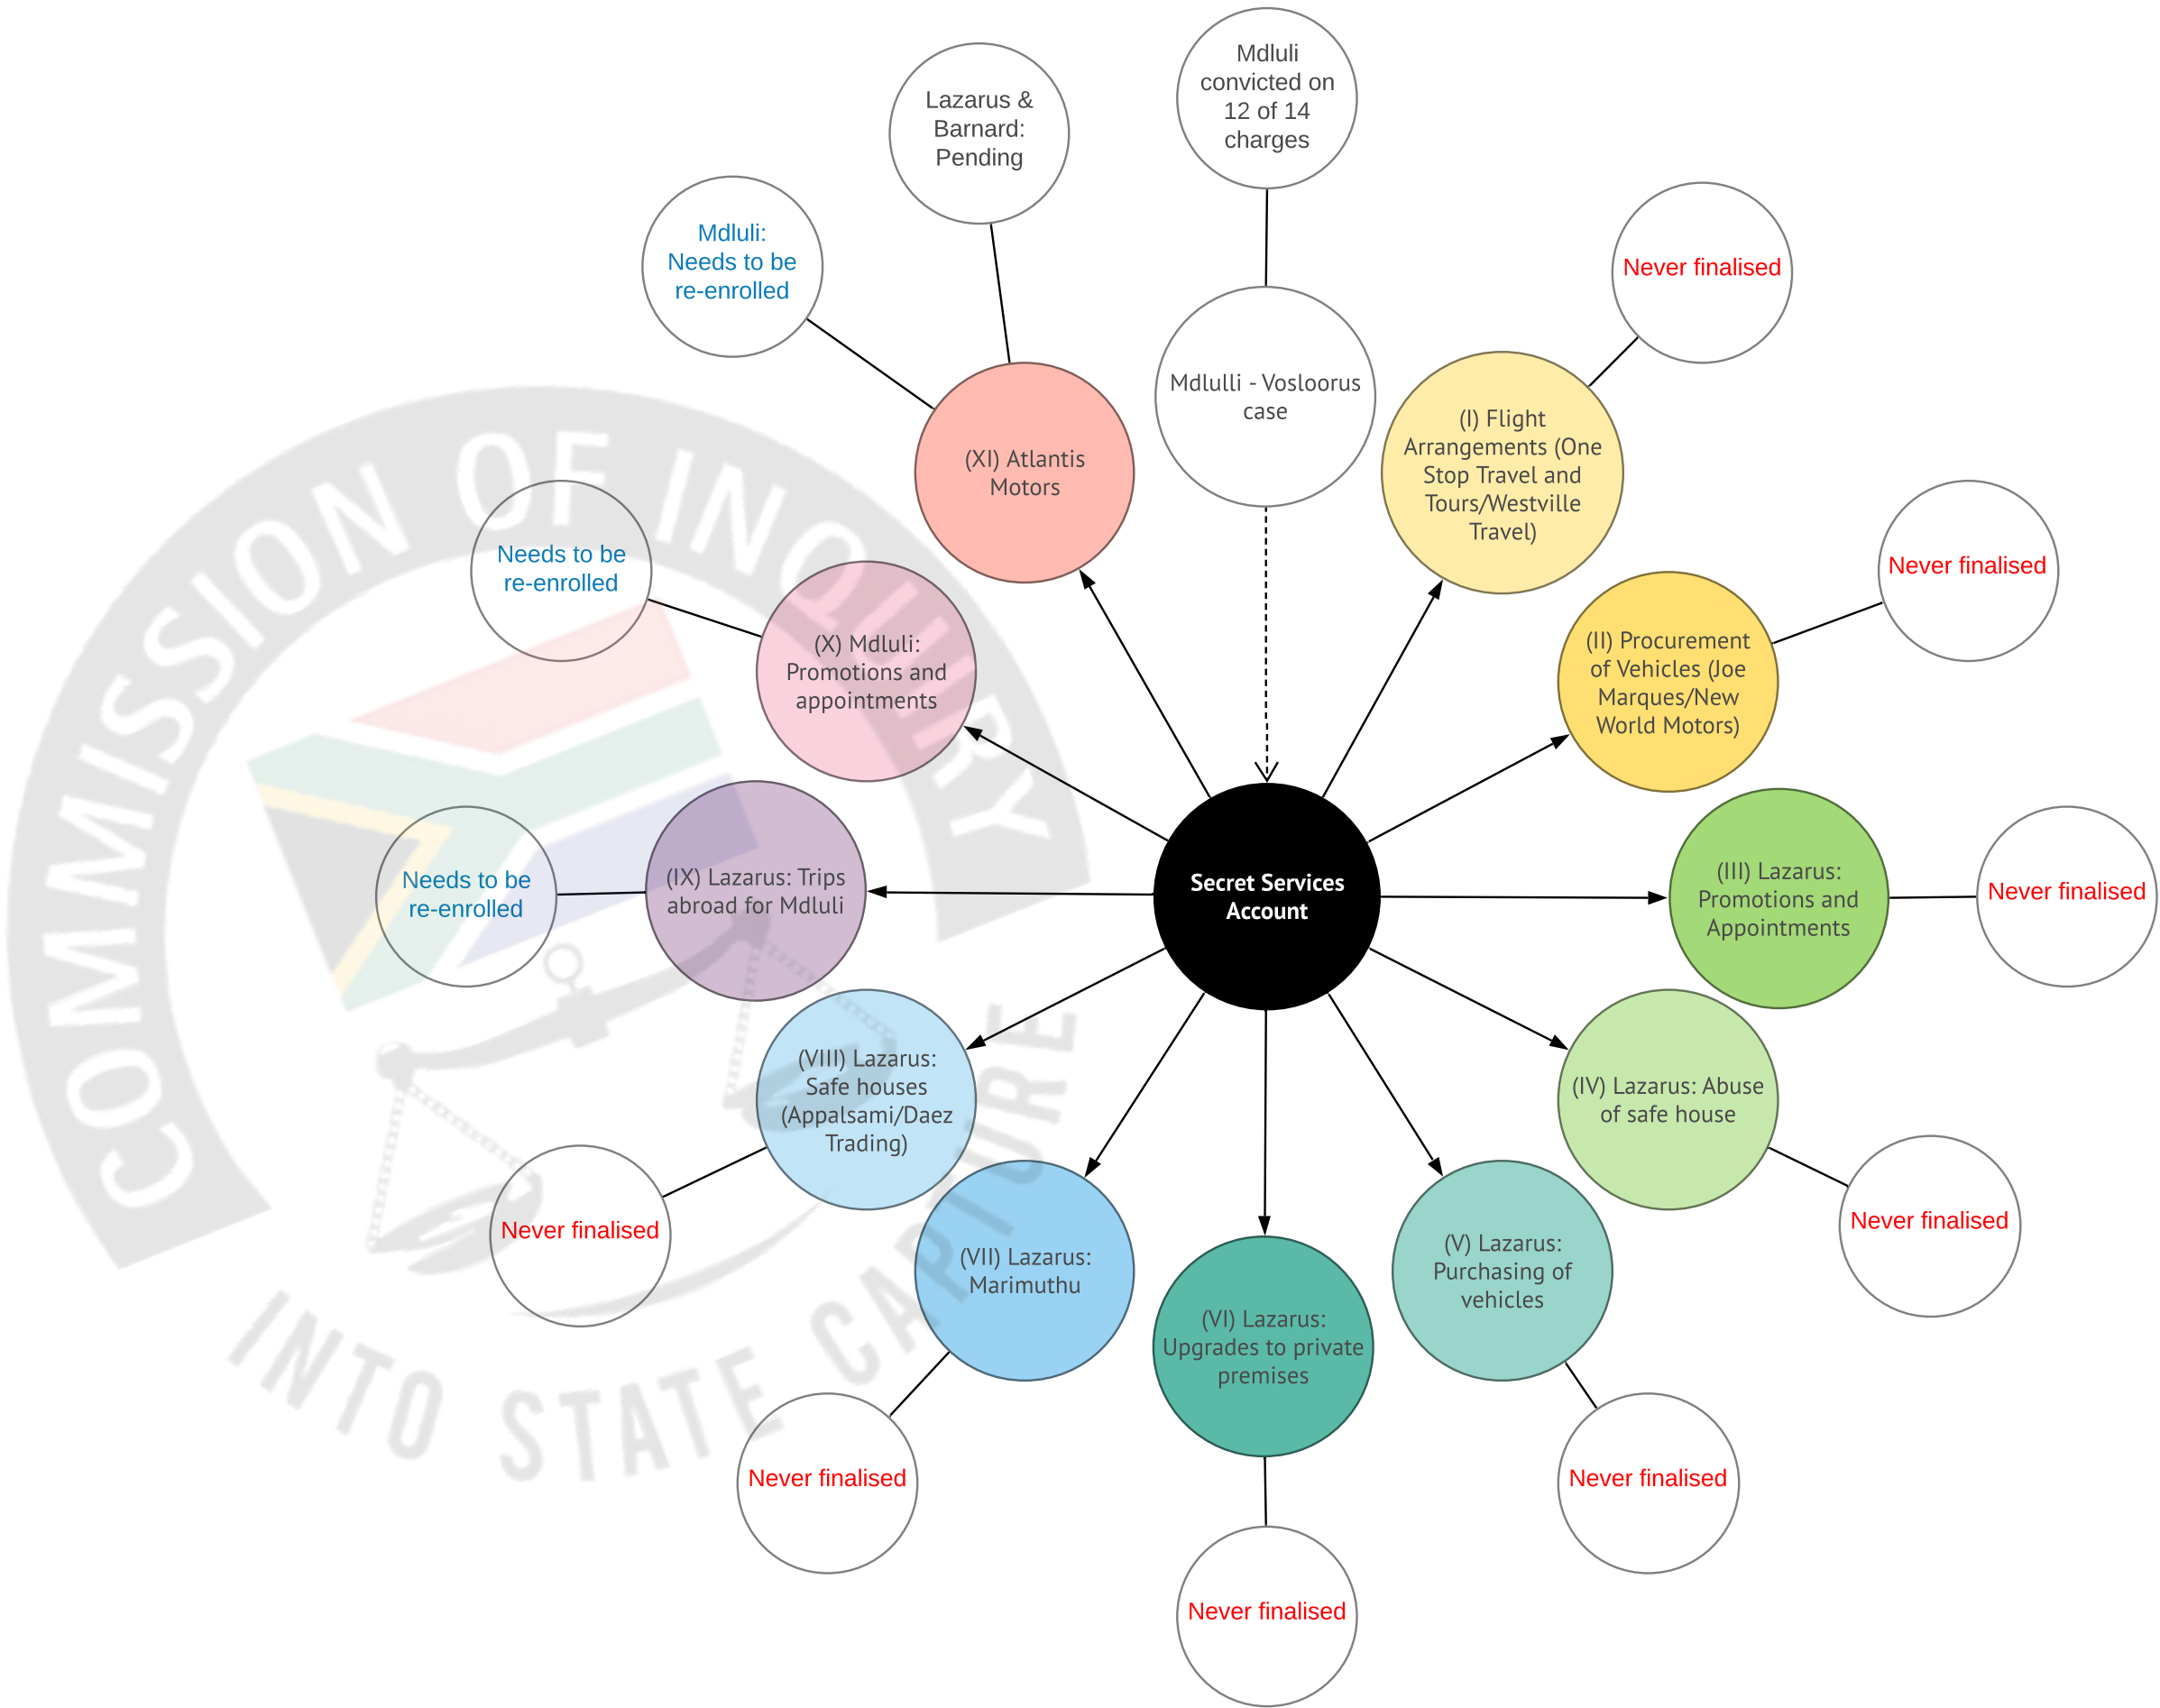 Mdluli
convicted on
12 of 14
charges
Lazarus &
Barnard:
Pending
Mdluli:
Needs to be
re-enrolled
Never finalised
Mdlulli - Vosloorus
case
(I) Flight
Arrangements (One
Stop Travel and
Tours/Westville
Travel)
(XI) Atlantis
Motors
Needs to be
re-enrolled
Never finalised
(X) Mdluli:
Promotions and
appointments
(II) Procurement
of Vehicles (Joe
Marques/New
World Motors)
Needs to be
re-enrolled
(IX) Lazarus: Trips
abroad for Mdluli
Secret Services
Account
(III) Lazarus:
Promotions and
Appointments
Never finalised
(VIII) Lazarus:
Safe houses
(Appalsami/Daez
Trading)
(IV) Lazarus: Abuse
of safe house
Never finalised
Never finalised
(VII) Lazarus:
Marimuthu
(V) Lazarus:
Purchasing of
vehicles
(VI) Lazarus:
Upgrades to private
premises
Never finalised
Never finalised
Never finalised
COMMISSION OF INQUIRY
INTO STATE CAPTURE